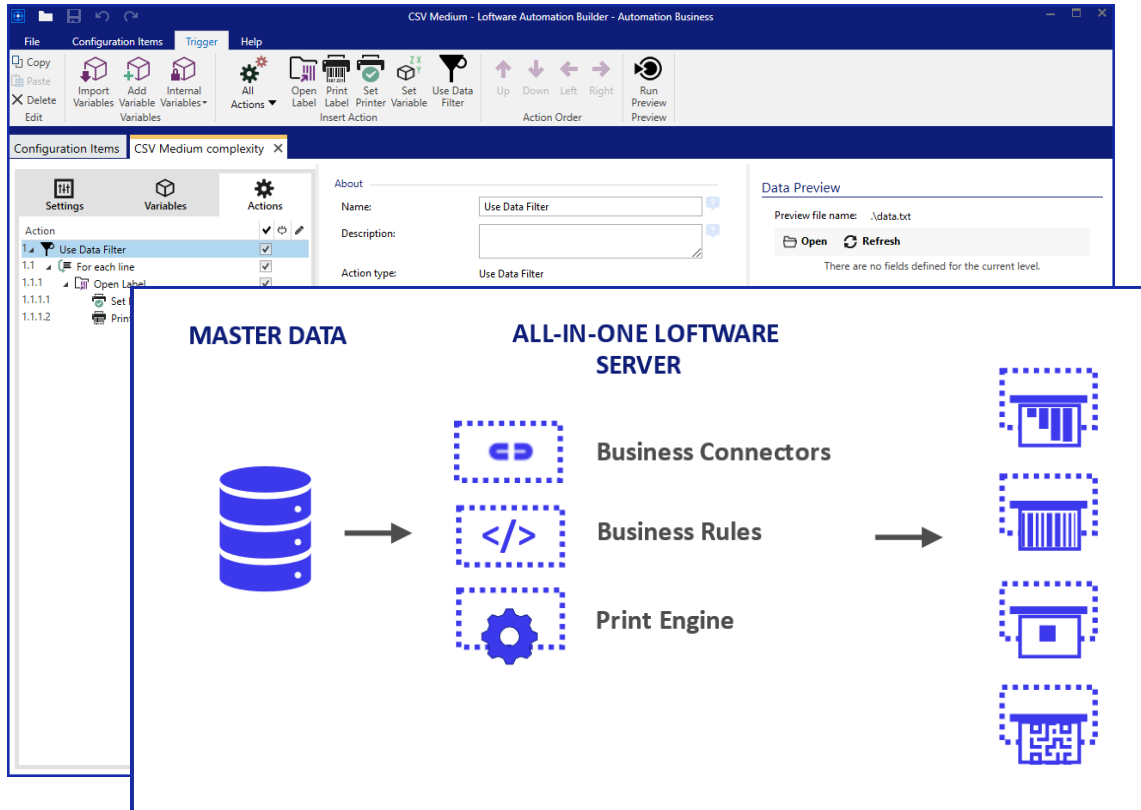 CSV Medium - Loftware Automation Builder - Automation Business
File Configuration Items Trigger Help
Copy
Paste
Delete
Edit
Import Variables
Add Variable
Internal Variables
Variables
All Actions
Open Label
Print Label
Set Printer
Z X
Y
Set Variable
Use Data Filter
Insert Action
Up Down Left Right
Action Order
Run Preview
Preview
Configuration Items
CSV Medium complexity
Settings
Variables
Actions
Action
1 Use Data Filter
1.1 For each line
1.1.1 Open Label
1.1.1.1 Set
1.1.1.2 Print
About
Name: Use Data Filter
Description:
Action type: Use Data Filter
Data Preview
Preview file name: .\data.txt
Open Refresh
There are no fields defined for the current level.
MASTER DATA
ALL-IN-ONE LOFTWARE
SERVER
Business Connectors
</>
Business Rules
Print Engine